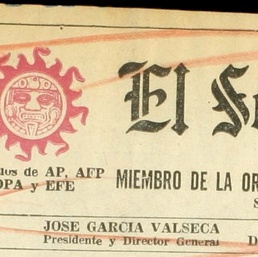 El
ios de AP, AFP
OPA y EFE
MIEMBRO DE LA OR
S
JOSE GARCIA VALSECA
Presidente y Director General
D